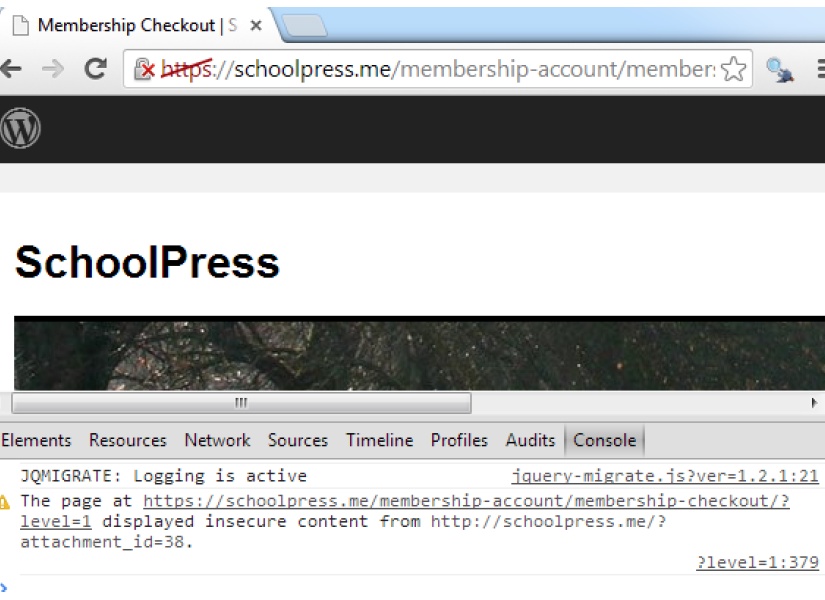 Membership Checkout | S
https://schoolpress.me/membership-account/member
SchoolPress
Elements Resources Network Sources Timeline Profiles Audits Console
JQMIGRATE: Logging is active jquery-migrate.js?ver=1.2.1:21
The page at https://schoolpress.me/membership-account/membership-checkout/?
level=1 displayed insecure content from http://schoolpress.me/?
attachment_id=38.
?level=1:379